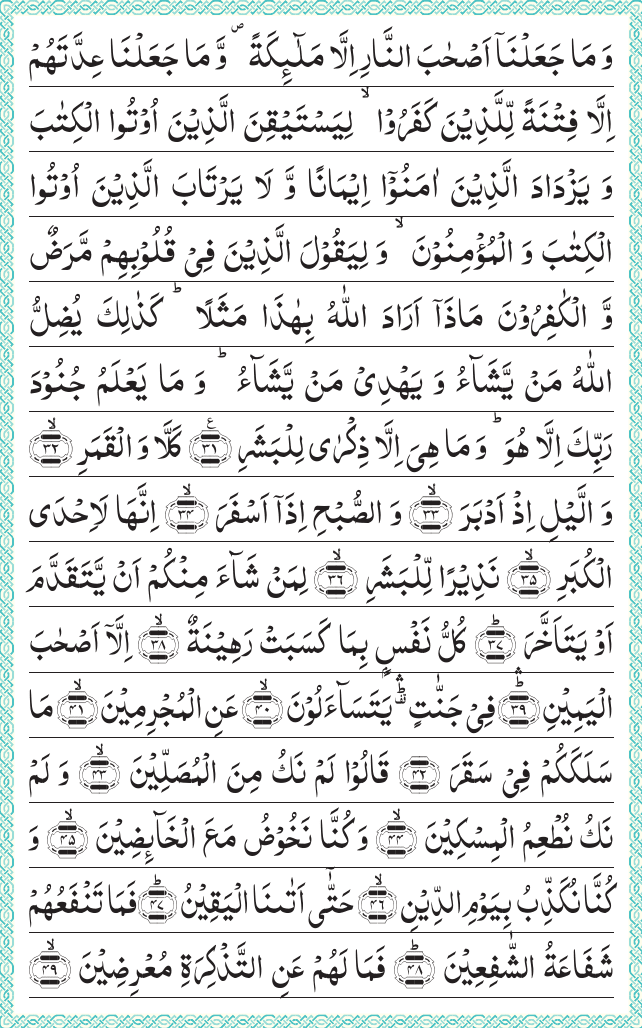 وَ مَا جَعَلْنَاۤ اَصْحٰبَ النَّارِ اِلَّا مَلٰٓىِٕكَةً ۪ وَّ مَا جَعَلْنَا عِدَّتَهُمْ
اِلَّا فِتْنَةً لِّلَّذِیْنَ كَفَرُوْا ۙ لِیَسْتَیْقِنَ الَّذِیْنَ اُوْتُوا الْكِتٰبَ
وَ یَزْدَادَ الَّذِیْنَ اٰمَنُوْۤا اِیْمَانًا وَّ لَا یَرْتَابَ الَّذِیْنَ اُوْتُوا
الْكِتٰبَ وَ الْمُؤْمِنُوْنَ ۙ وَ لِیَقُوْلَ الَّذِیْنَ فِیْ قُلُوْبِهِمْ مَّرَضٌ
وَّ الْكٰفِرُوْنَ مَاذَاۤ اَرَادَ اللّٰهُ بِهٰذَا مَثَلًا ؕ كَذٰلِكَ یُضِلُّ
اللّٰهُ مَنْ یَّشَآءُ وَ یَهْدِیْ مَنْ یَّشَآءُ ؕ وَ مَا یَعْلَمُ جُنُوْدَ
رَبِّكَ اِلَّا هُوَ ؕ وَ مَا هِیَ اِلَّا ذِكْرٰى لِلْبَشَرِ ۠﴿۳۱﴾ كَلَّا وَ الْقَمَرِ ۙ﴿۳۲﴾
وَ الَّیْلِ اِذْ اَدْبَرَ ۙ﴿۳۳﴾ وَ الصُّبْحِ اِذَاۤ اَسْفَرَ ۙ﴿۳۴﴾ اِنَّهَا لَاِحْدَى
الْكُبَرِ ۙ﴿۳۵﴾ نَذِیْرًا لِّلْبَشَرِ ۙ﴿۳۶﴾ لِمَنْ شَآءَ مِنْكُمْ اَنْ یَّتَقَدَّمَ
اَوْ یَتَاَخَّرَ ؕ﴿۳۷﴾ كُلُّ نَفْسٍۭ بِمَا كَسَبَتْ رَهِیْنَةٌ ۙ﴿۳۸﴾ اِلَّاۤ اَصْحٰبَ
الْیَمِیْنِ ؕۛ﴿۳۹﴾ فِیْ جَنّٰتٍ ۛ۫ؕ یَتَسَآءَلُوْنَ ۙ﴿۴۰﴾ عَنِ الْمُجْرِمِیْنَ ۙ﴿۴۱﴾ مَا
سَلَكَكُمْ فِیْ سَقَرَ ﴿۴۲﴾ قَالُوْا لَمْ نَكُ مِنَ الْمُصَلِّیْنَ ۙ﴿۴۳﴾ وَ لَمْ
نَكُ نُطْعِمُ الْمِسْكِیْنَ ۙ﴿۴۴﴾ وَ كُنَّا نَخُوْضُ مَعَ الْخَآىِٕضِیْنَ ۙ﴿۴۵﴾ وَ
كُنَّا نُكَذِّبُ بِیَوْمِ الدِّیْنِ ۙ﴿۴۶﴾ حَتّٰۤى اَتٰىنَا الْیَقِیْنُ ؕ﴿۴۷﴾ فَمَا تَنْفَعُهُمْ
شَفَاعَةُ الشّٰفِعِیْنَ ؕ﴿۴۸﴾ فَمَا لَهُمْ عَنِ التَّذْكِرَةِ مُعْرِضِیْنَ ۙ﴿۴۹﴾